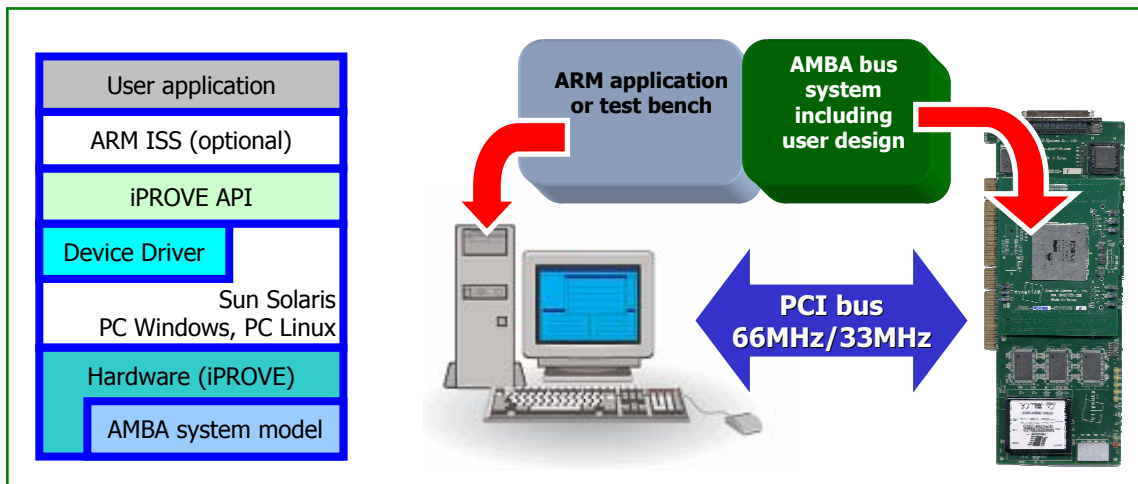 User application
ARM ISS (optional)
iPROVE API
Device Driver
Sun Solaris
PC Windows, PC Linux
Hardware (iPROVE)
AMBA system model
ARM application
or test bench
AMBA bus
system
including
user design
PCI bus
66MHz/33MHz